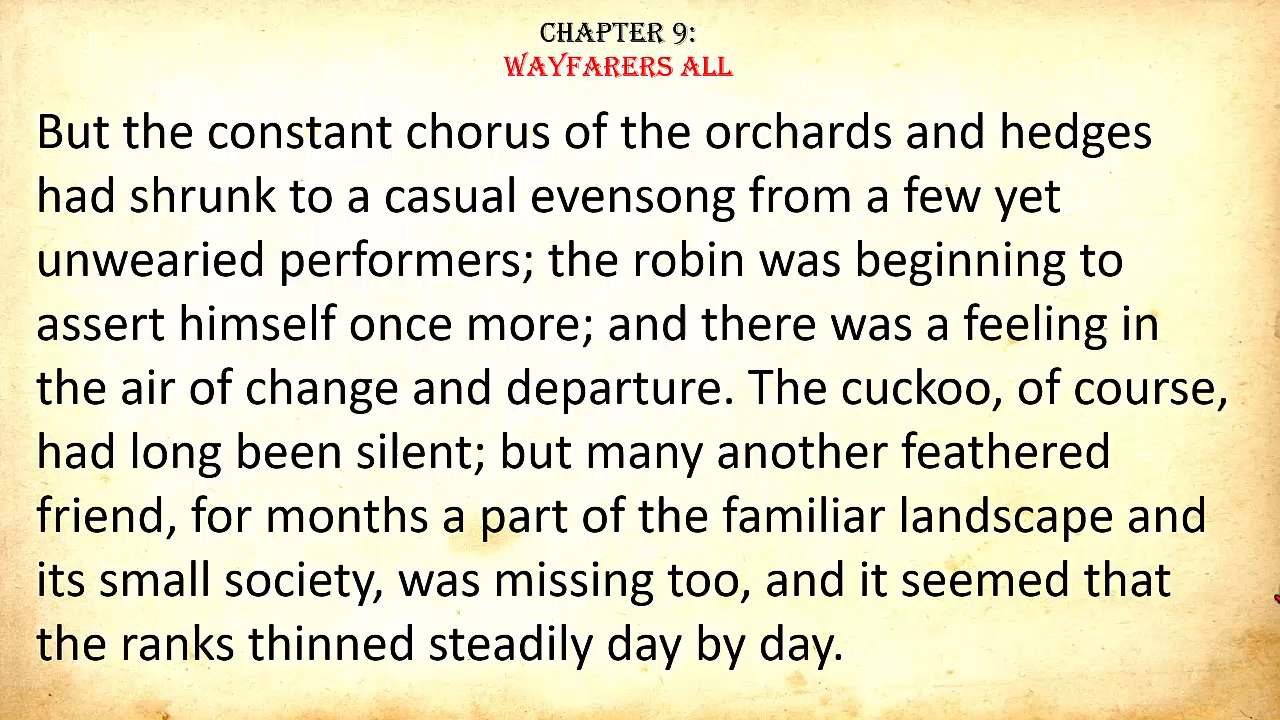 CHAPTER 9:
WAYFARERS ALL
But the constant chorus of the orchards and hedges
had shrunk to a casual evensong from a few yet
unwearied performers; the robin was beginning to
assert himself once more; and there was a feeling in
the air of change and departure. The cuckoo, of course,
had long been silent; but many another feathered
friend, for months a part of the familiar landscape and
its small society, was missing too, and it seemed that
the ranks thinned steadily day by day.